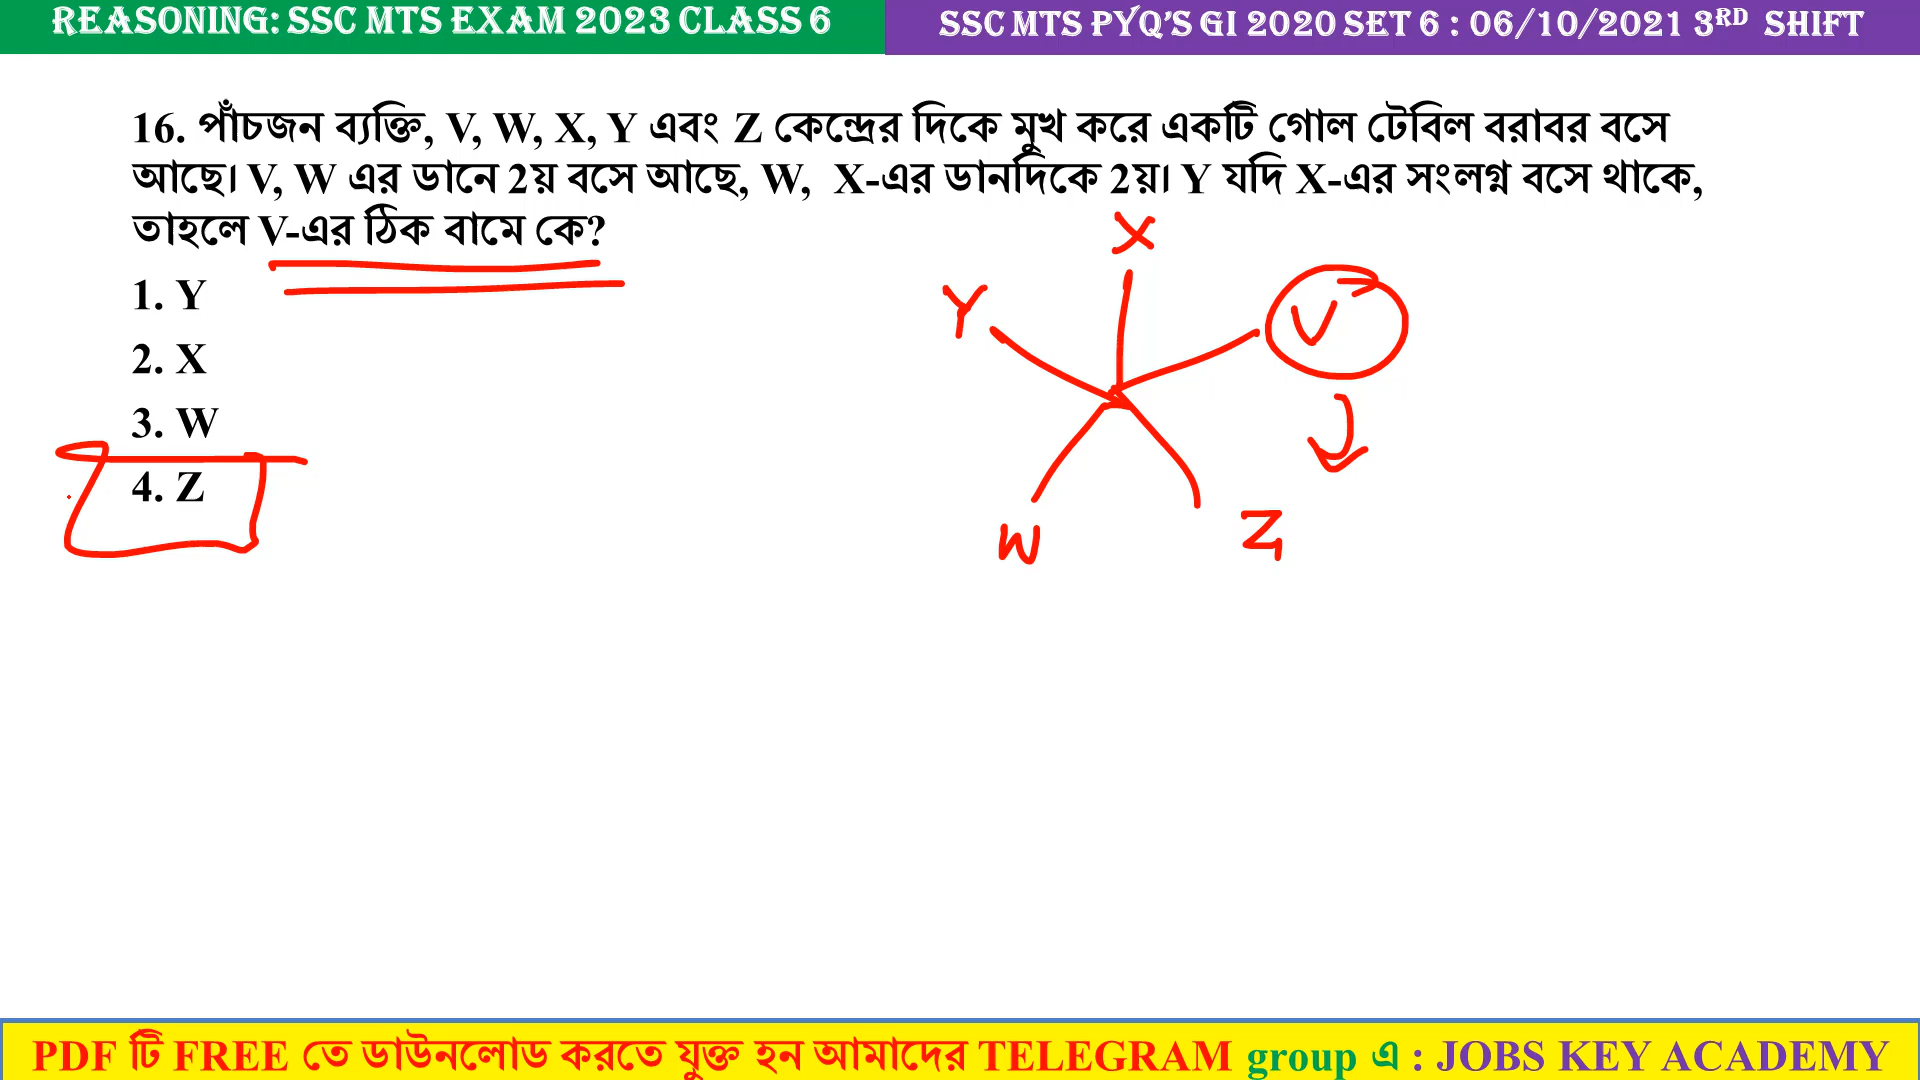 REASONING: SSC MTS EXAM 2023 CLASS 6
SSC MTS PYQ'S GI 2020 SET 6 : 06/10/2021 3RD SHIFT
16. পাঁচজন ব্যক্তি, V, W, X, Y এবং Z কেন্দ্রের দিকে মুখ করে একটি গোল টেবিল বরাবর বসে
আছে। V, W এর ডানে 2য় বসে আছে, W, X-এর ডানদিকে 2য়। Y যদি X-এর সংলগ্ন বসে থাকে,
তাহলে V-এর ঠিক বামে কে?
1. Y
2. X
3. W
4. Z
X
Y
V
W
Z
PDF টি FREE তে ডাউনলোড করতে যুক্ত হন আমাদের TELEGRAM group এ : JOBS KEY ACADEMY